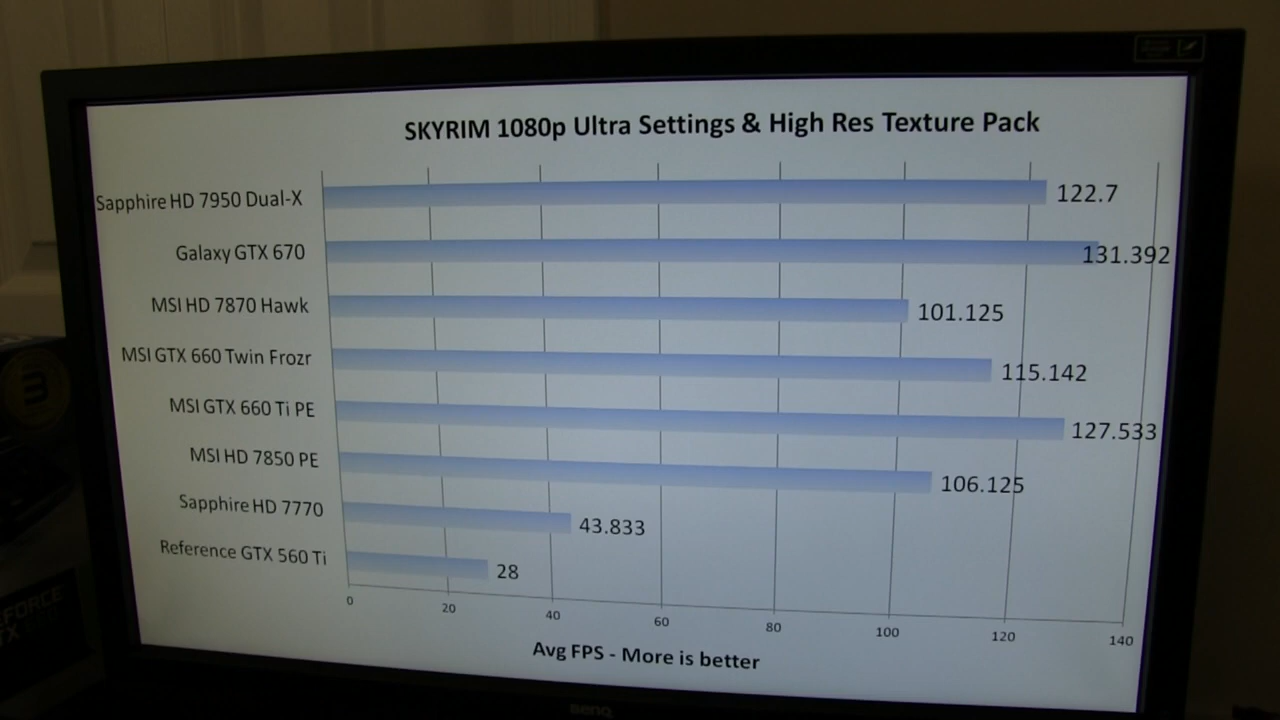 SKYRIM 1080p Ultra Settings & High Res Texture Pack
Sapphire HD 7950 Dual-X 122.7
Galaxy GTX 670 131.392
MSI HD 7870 Hawk 101.125
MSI GTX 660 Twin Frozr 115.142
MSI GTX 660 Ti PE 127.533
MSI HD 7850 PE 106.125
Sapphire HD 7770 43.833
Reference GTX 560 Ti 28
0 20 40 60 80 100 120 140
Avg FPS - More is better
BenQ